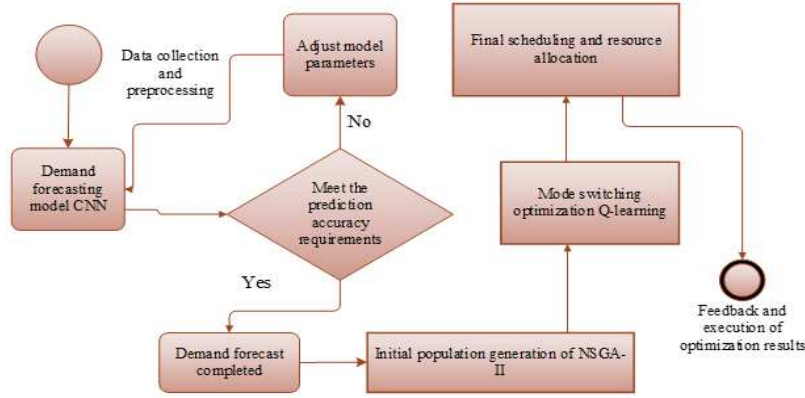 Data collection
and
preprocessing
Adjust model
parameters
Final scheduling and resource
allocation
No
Demand
forecasting
model CNN
Meet the
prediction
accuracy
requirements
Mode switching
optimization Q-learning
Yes
Feedback and
execution of
optimization results
Demand forecast
completed
Initial population generation of NSGA-
II